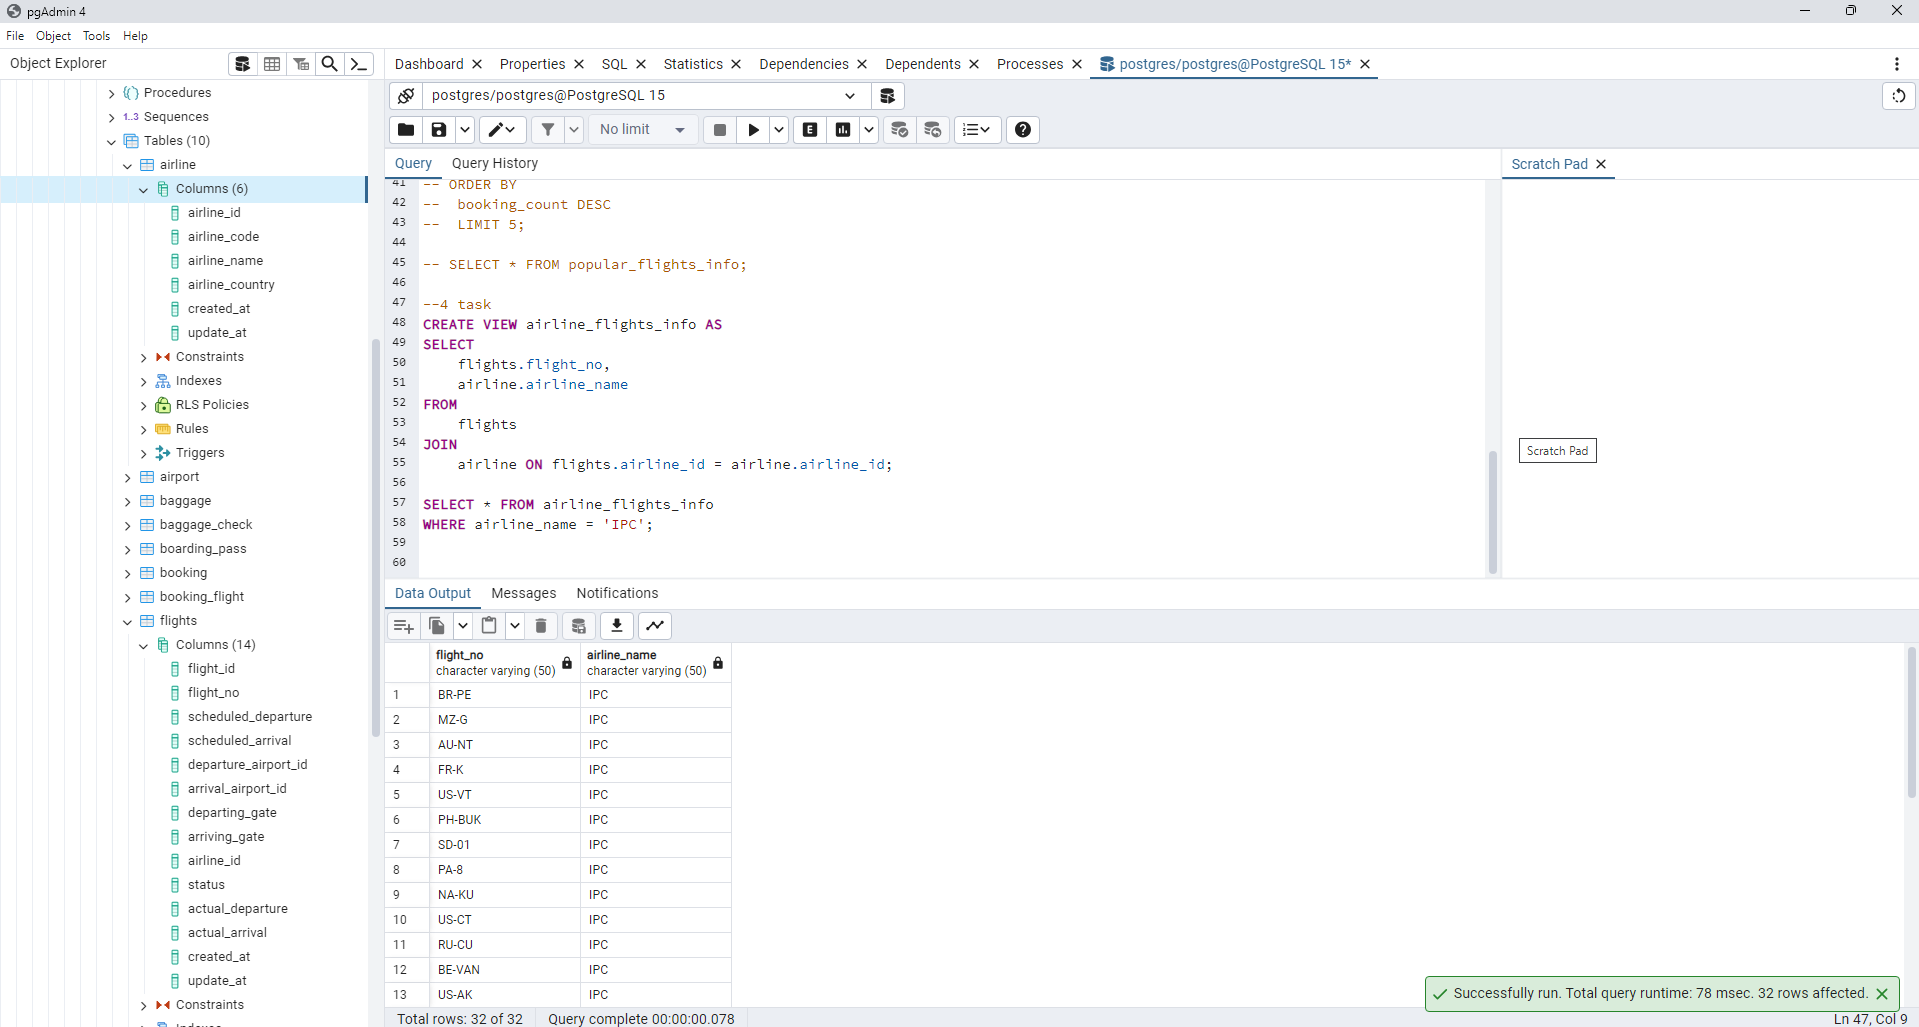 pgAdmin 4
File Object Tools Help
Object Explorer
Procedures
1..3 Sequences
Tables (10)
airline
Columns (6)
airline_id
airline_code
airline_name
airline_country
created_at
update_at
Constraints
Indexes
RLS Policies
Rules
Triggers
airport
baggage
baggage_check
boarding_pass
booking
booking_flight
flights
Columns (14)
flight_id
flight_no
scheduled_departure
scheduled_arrival
departure_airport_id
arrival_airport_id
departing_gate
arriving_gate
airline_id
status
actual_departure
actual_arrival
created_at
update_at
Constraints
Indexes
Dashboard Properties SQL Statistics Dependencies Dependents Processes postgres/postgres@PostgreSQL 15*
postgres/postgres@PostgreSQL 15
No limit E
Query Query History
41 -- ORDER BY
42 --  booking_count DESC
43 --  LIMIT 5;
44
45 -- SELECT * FROM popular_flights_info;
46
47 --4 task
48 CREATE VIEW airline_flights_info AS
49 SELECT
50     flights.flight_no,
51     airline.airline_name
52 FROM
53     flights
54 JOIN
55     airline ON flights.airline_id = airline.airline_id;
56
57 SELECT * FROM airline_flights_info
58 WHERE airline_name = 'IPC';
59
60
Scratch Pad
Scratch Pad
Data Output Messages Notifications
flight_no airline_name
character varying (50) character varying (50)
1 BR-PE IPC
2 MZ-G IPC
3 AU-NT IPC
4 FR-K IPC
5 US-VT IPC
6 PH-BUK IPC
7 SD-01 IPC
8 PA-8 IPC
9 NA-KU IPC
10 US-CT IPC
11 RU-CU IPC
12 BE-VAN IPC
13 US-AK IPC
Successfully run. Total query runtime: 78 msec. 32 rows affected.
Total rows: 32 of 32 Query complete 00:00:00.078 Ln 47, Col 9